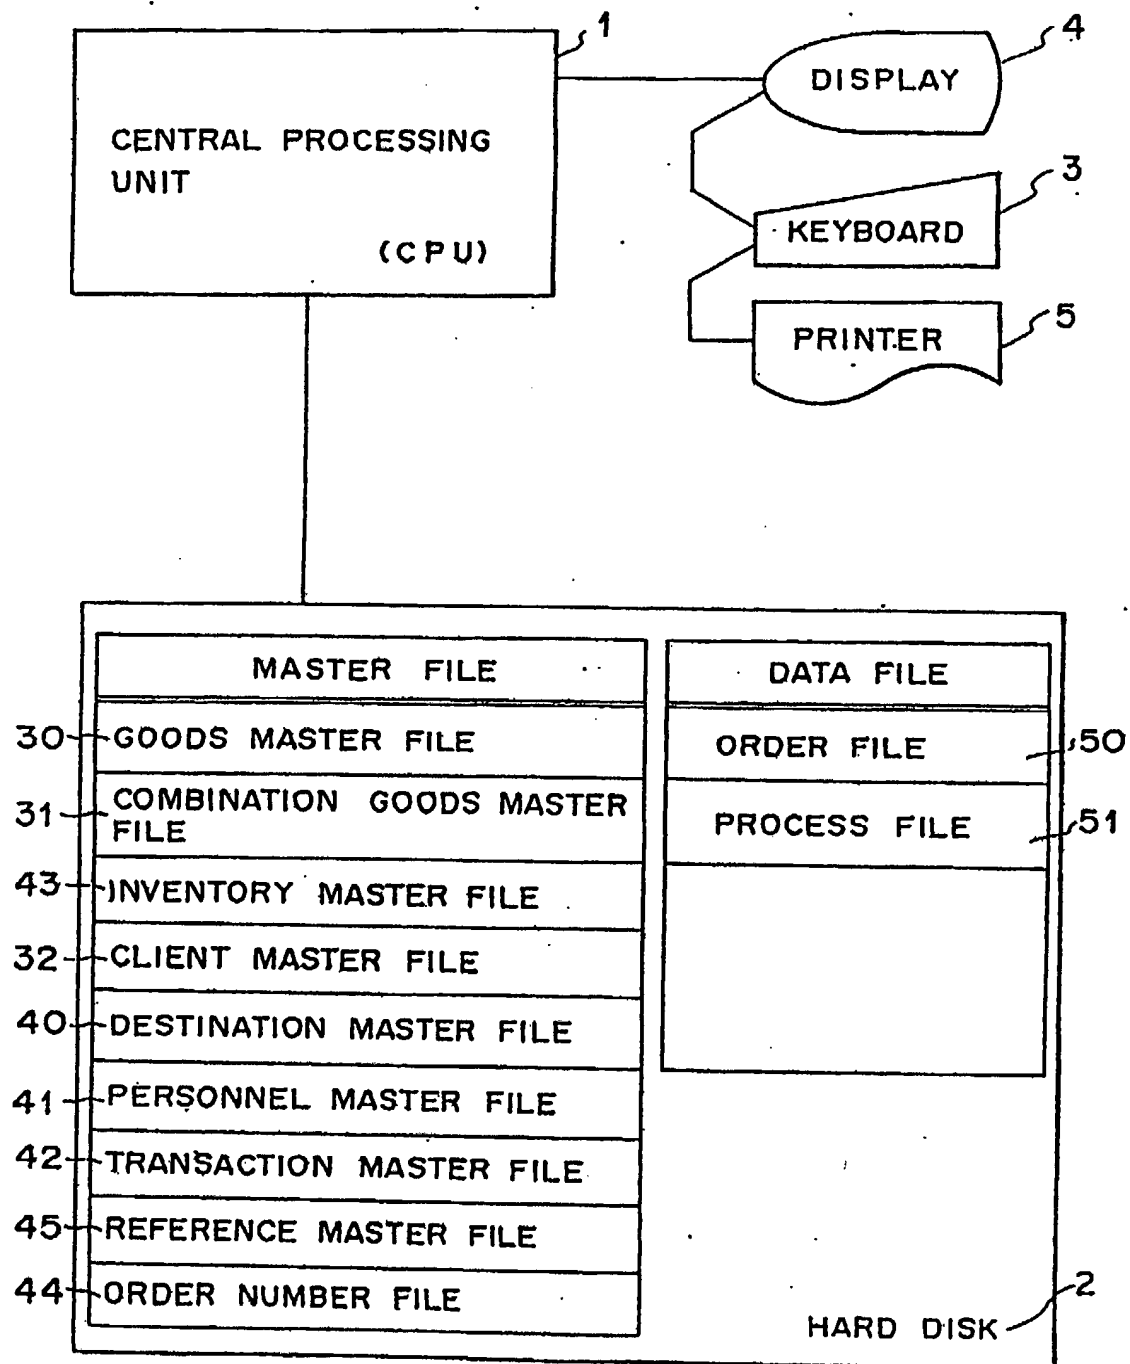 1
CENTRAL PROCESSING
UNIT
(CPU)
DISPLAY
4
KEYBOARD
3
PRINTER
5
MASTER FILE
30 GOODS MASTER FILE
31 COMBINATION GOODS MASTER
FILE
43 INVENTORY MASTER FILE
32 CLIENT MASTER FILE
40 DESTINATION MASTER FILE
41 PERSONNEL MASTER FILE
42 TRANSACTION MASTER FILE
45 REFERENCE MASTER FILE
44 ORDER NUMBER FILE
DATA FILE
ORDER FILE 50
PROCESS FILE 51
HARD DISK 2